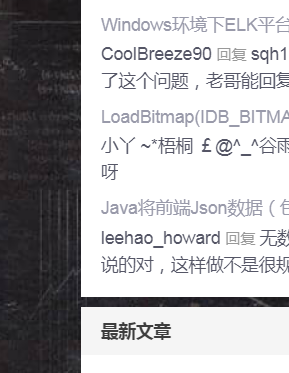 Windows环境下ELK平台
CoolBreeze90 回复 sqh1
了这个问题，老哥能回复
LoadBitmap(IDB_BITMA
小丫 ~*梧桐 ￡@^_^谷雨
呀
Java将前端Json数据（包
leehao_howard 回复 无数
说的对，这样做不是很规
最新文章